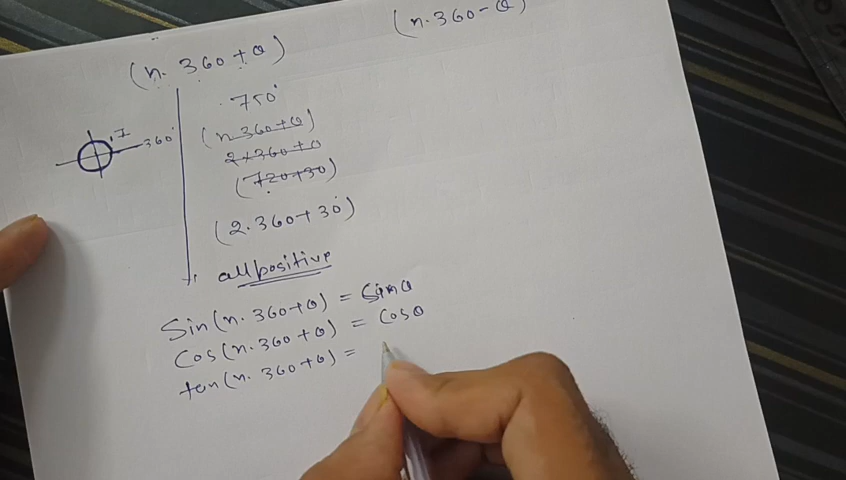 (n. 360+θ)
(n.360-θ)
750°
I
360°
(n 360+θ)
2×360+θ
(720+30)
(2.360+30°)
all positive
Sin(n.360+θ) = Sinθ
Cos(n.360+θ) = Cosθ
tan(n.360+θ) =